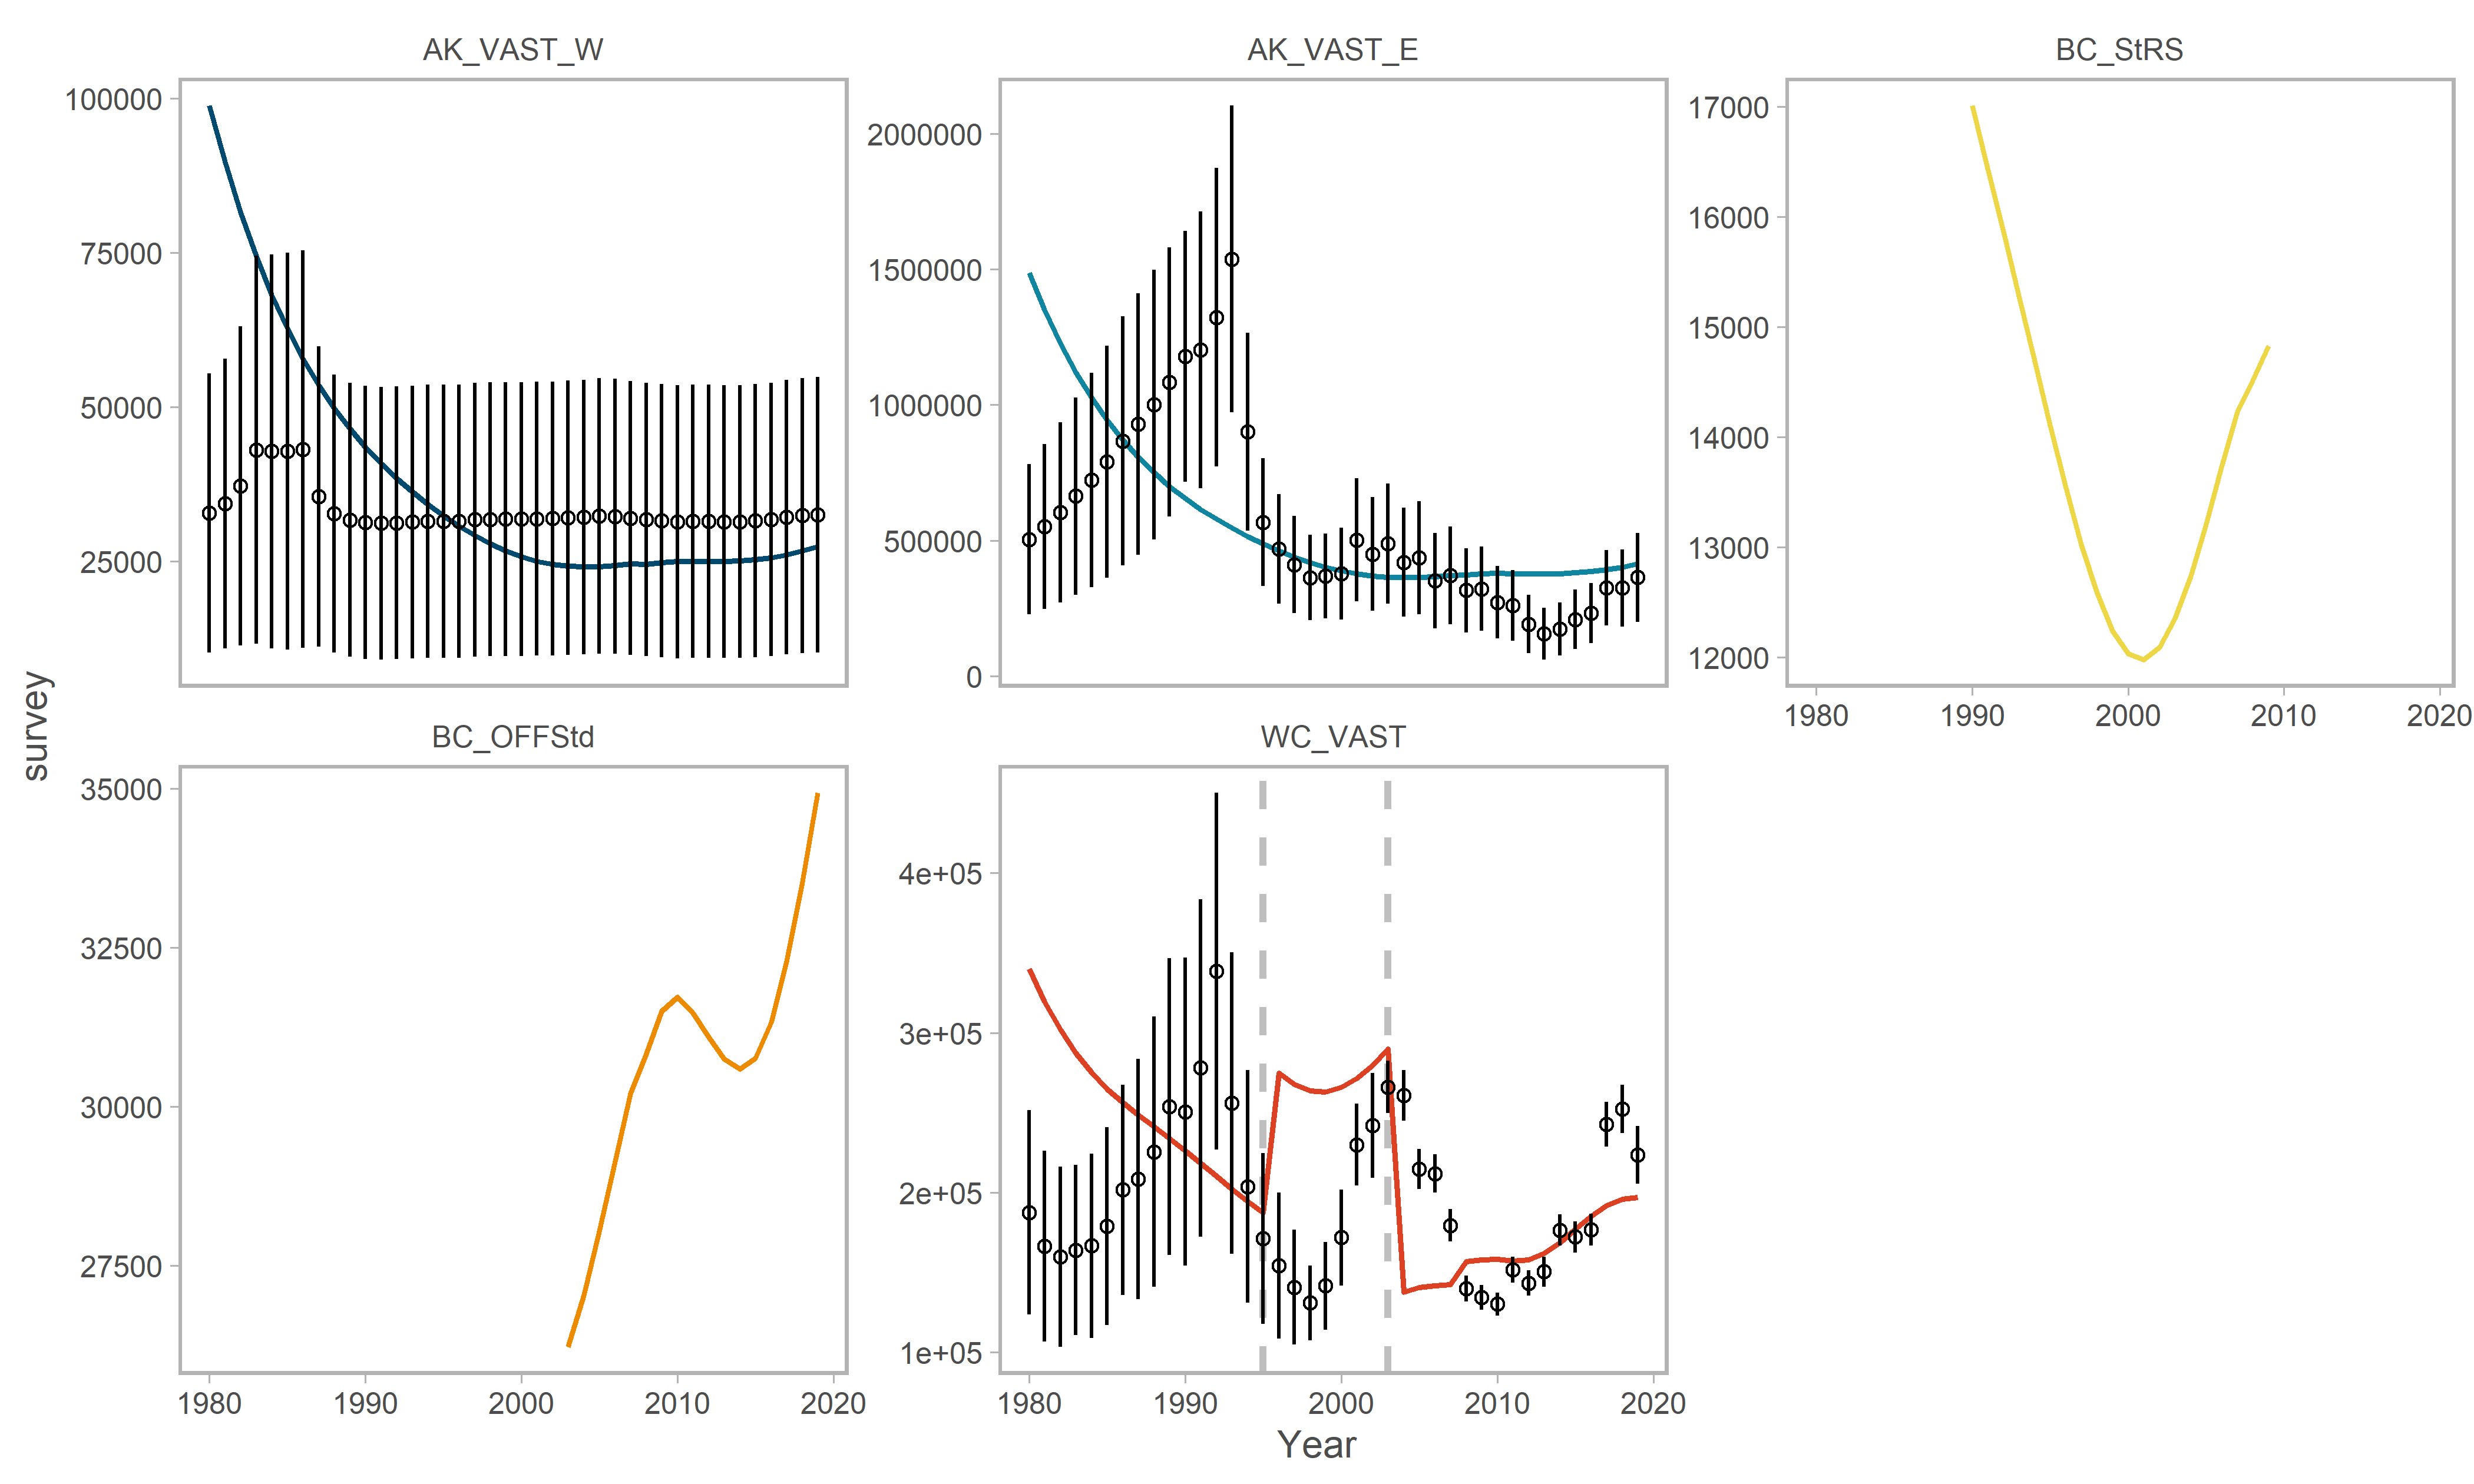 AK_VAST_W
AK_VAST_E
BC_StRS
100000
75000
50000
25000
2000000
1500000
1000000
500000
0
17000
16000
15000
14000
13000
12000
1980 1990 2000 2010 2020
survey
BC_OFFStd
WC_VAST
35000
32500
30000
27500
4e+05
3e+05
2e+05
1e+05
1980 1990 2000 2010 2020
1980 1990 2000 2010 2020
Year